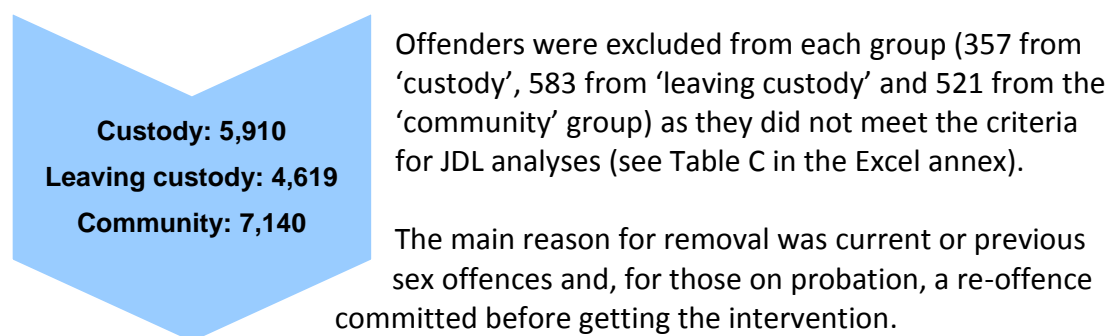 Custody: 5,910
Leaving custody: 4,619
Community: 7,140
Offenders were excluded from each group (357 from
‘custody’, 583 from ‘leaving custody’ and 521 from the
‘community’ group) as they did not meet the criteria
for JDL analyses (see Table C in the Excel annex).
The main reason for removal was current or previous
sex offences and, for those on probation, a re-offence
committed before getting the intervention.